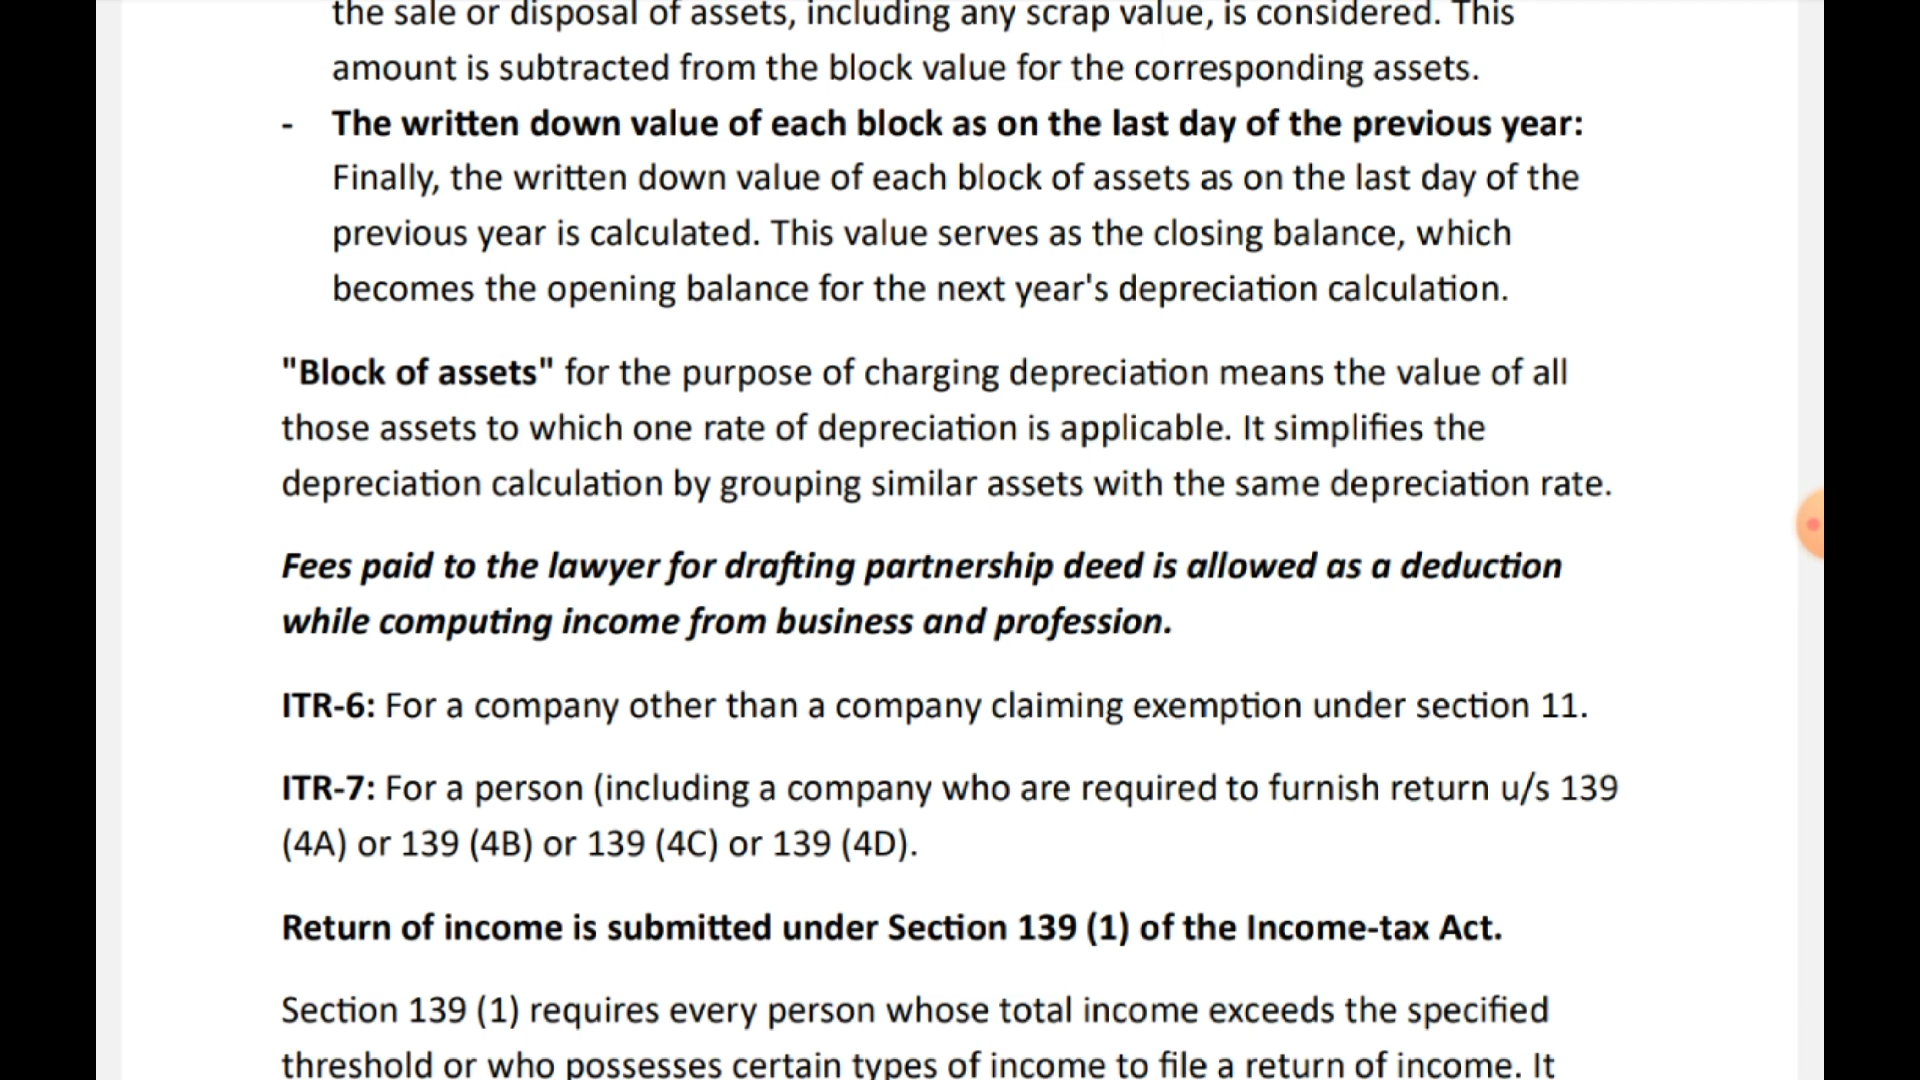 the sale or disposal of assets, including any scrap value, is considered. This
amount is subtracted from the block value for the corresponding assets.
- The written down value of each block as on the last day of the previous year:
Finally, the written down value of each block of assets as on the last day of the
previous year is calculated. This value serves as the closing balance, which
becomes the opening balance for the next year's depreciation calculation.
"Block of assets" for the purpose of charging depreciation means the value of all
those assets to which one rate of depreciation is applicable. It simplifies the
depreciation calculation by grouping similar assets with the same depreciation rate.
Fees paid to the lawyer for drafting partnership deed is allowed as a deduction
while computing income from business and profession.
ITR-6: For a company other than a company claiming exemption under section 11.
ITR-7: For a person (including a company who are required to furnish return u/s 139
(4A) or 139 (4B) or 139 (4C) or 139 (4D).
Return of income is submitted under Section 139 (1) of the Income-tax Act.
Section 139 (1) requires every person whose total income exceeds the specified
threshold or who possesses certain types of income to file a return of income. It